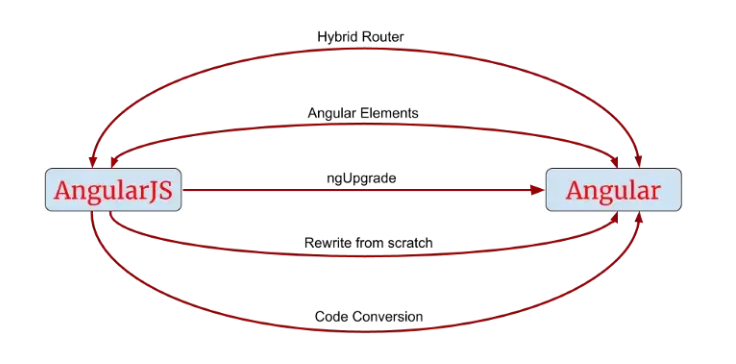 Hybrid Router
Angular Elements
AngularJS
ngUpgrade
Angular
Rewrite from scratch
Code Conversion